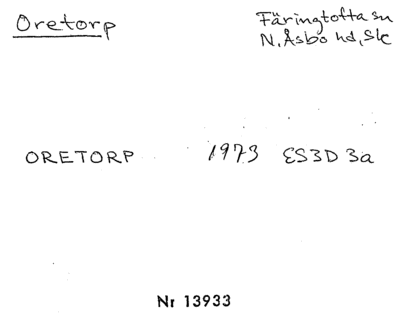 Oretorp
Färingtofta sn
N. Åsbo hd, Sk
ORETORP 1973 ES3D 3a
Nr 13933